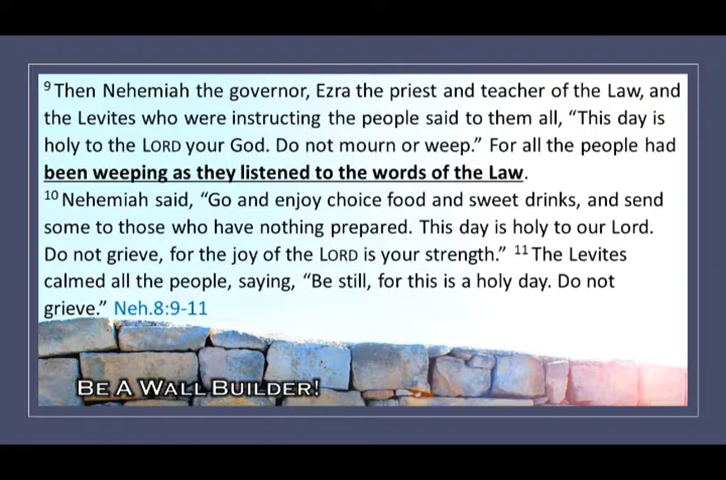 ⁹Then Nehemiah the governor, Ezra the priest and teacher of the Law, and
the Levites who were instructing the people said to them all, “This day is
holy to the LORD your God. Do not mourn or weep.” For all the people had
been weeping as they listened to the words of the Law.
¹⁰Nehemiah said, “Go and enjoy choice food and sweet drinks, and send
some to those who have nothing prepared. This day is holy to our Lord.
Do not grieve, for the joy of the LORD is your strength.” ¹¹The Levites
calmed all the people, saying, “Be still, for this is a holy day. Do not
grieve.” Neh.8:9-11
BE A WALL BUILDER!